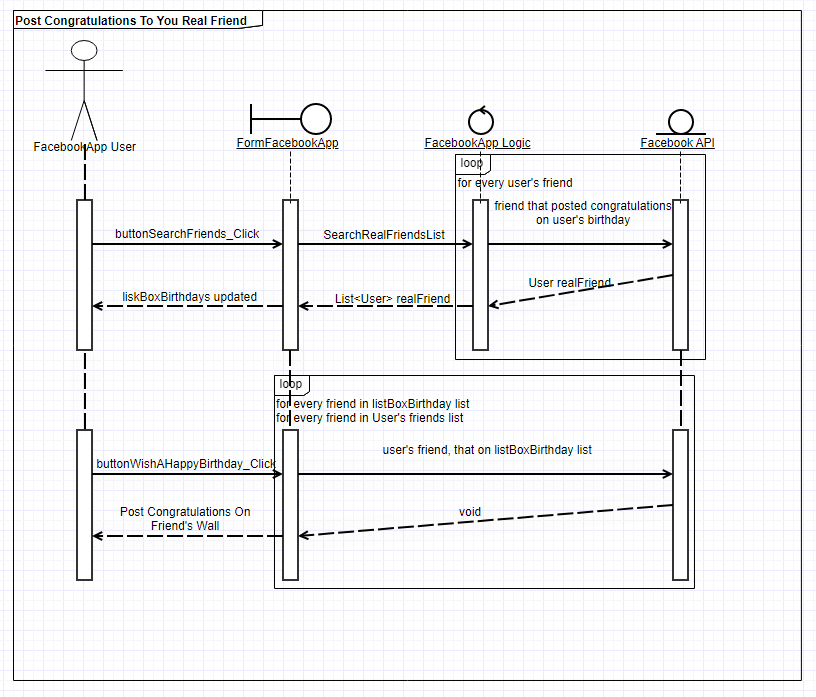 Post Congratulations To You Real Friend
FacebookApp User
FormFacebookApp
FacebookApp Logic
Facebook API
loop
for every user's friend
friend that posted congratulations
on user's birthday
buttonSearchFriends_Click
SearchRealFriendsList
User realFriend
liskBoxBirthdays updated
List<User> realFriend
loop
for every friend in listBoxBirthday list
for every friend in User's friends list
user's friend, that on listBoxBirthday list
buttonWishAHappyBirthday_Click
Post Congratulations On
Friend's Wall
void